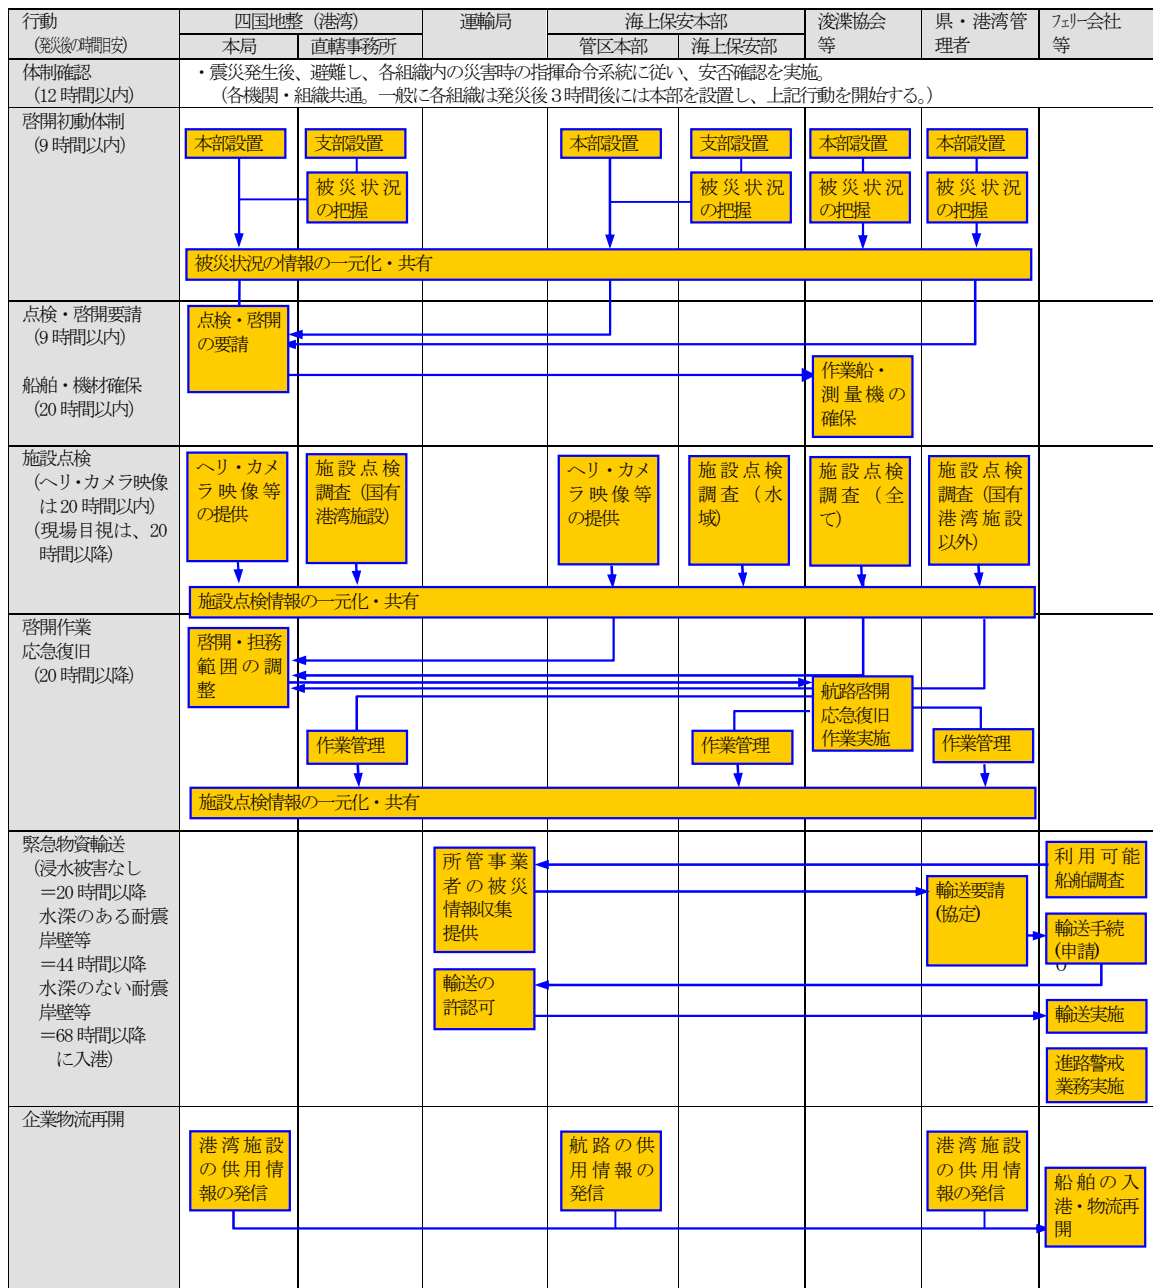 行動
(発災後の時間目安)
四国地整（港湾）
本局
直轄事務所
運輸局
海上保安本部
管区本部
海上保安部
浚渫協会
等
県・港湾管
理者
フェリー会社
等
体制確認
(12時間以内)
・震災発生後、避難し、各組織内の災害時の指揮命令系統に従い、安否確認を実施。
(各機関・組織共通。一般に各組織は発災後３時間後には本部を設置し、上記行動を開始する。)
啓開初動体制
(9時間以内)
本部設置
支部設置
本部設置
支部設置
本部設置
本部設置
被災状況
の把握
被災状況
の把握
被災状況
の把握
被災状況
の把握
被災状況の情報の一元化・共有
点検・啓開要請
(9時間以内)
船舶・機材確保
(20時間以内)
点検・啓開
の要請
作業船・
測量機の
確保
施設点検
(ヘリ・カメラ映像
は20時間以内)
(現場目視は、20
時間以降)
ヘリ・カメ
ラ映像等
の提供
施設点検
調査（国有
港湾施設）
ヘリ・カメ
ラ映像等
の提供
施設点検
調査（水
域）
施設点検
調査（全
て）
施設点検
調査（国有
港湾施設
以外）
施設点検情報の一元化・共有
啓開作業
応急復旧
(20時間以降)
啓開・担務
範囲の調
整
航路啓開
応急復旧
作業実施
作業管理
作業管理
作業管理
施設点検情報の一元化・共有
緊急物資輸送
(浸水被害なし
＝20時間以降
水深のある耐震
岸壁等
＝44時間以降
水深のない耐震
岸壁等
＝68時間以降
に入港)
所管事業
者の被災
情報収集
提供
利用可能
船舶調査
輸送要請
(協定)
輸送手続
(申請)
輸送の
許認可
輸送実施
進路警戒
業務実施
企業物流再開
港湾施設
の供用情
報の発信
航路の供
用情報の
発信
港湾施設
の供用情
報の発信
船舶の入
港・物流再
開